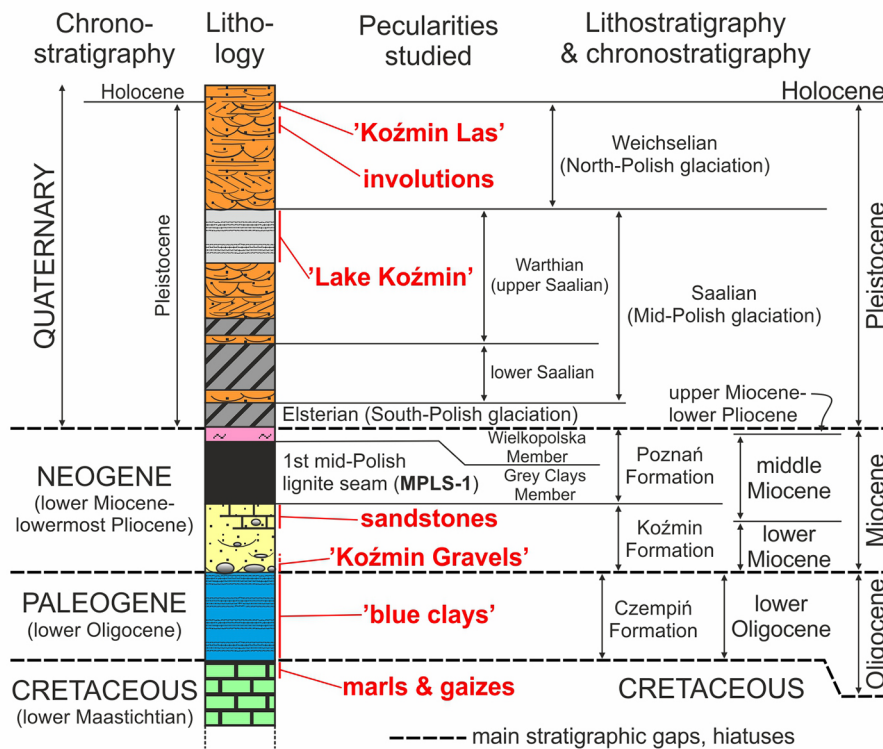 Chrono-
stratigraphy
Litho-
logy
Pecularities
studied
Lithostratigraphy
& chronostratigraphy
Holocene
Holocene
QUATERNARY
Pleistocene
'Koźmin Las'
involutions
'Lake Koźmin'
Weichselian
(North-Polish glaciation)
Warthian
(upper Saalian)
Saalian
(Mid-Polish glaciation)
lower Saalian
Elsterian (South-Polish glaciation)
Pleistocene
upper Miocene-
lower Pliocene
NEOGENE
(lower Miocene-
lowermost Pliocene)
1st mid-Polish
lignite seam (MPLS-1)
Wielkopolska
Member
Grey Clays
Member
Poznań
Formation
middle
Miocene
Miocene
sandstones
'Koźmin Gravels'
Koźmin
Formation
lower
Miocene
PALEOGENE
(lower Oligocene)
'blue clays'
Czempiń
Formation
lower
Oligocene
Oligocene
CRETACEOUS
(lower Maastichtian)
marls & gaizes
CRETACEOUS
main stratigraphic gaps, hiatuses